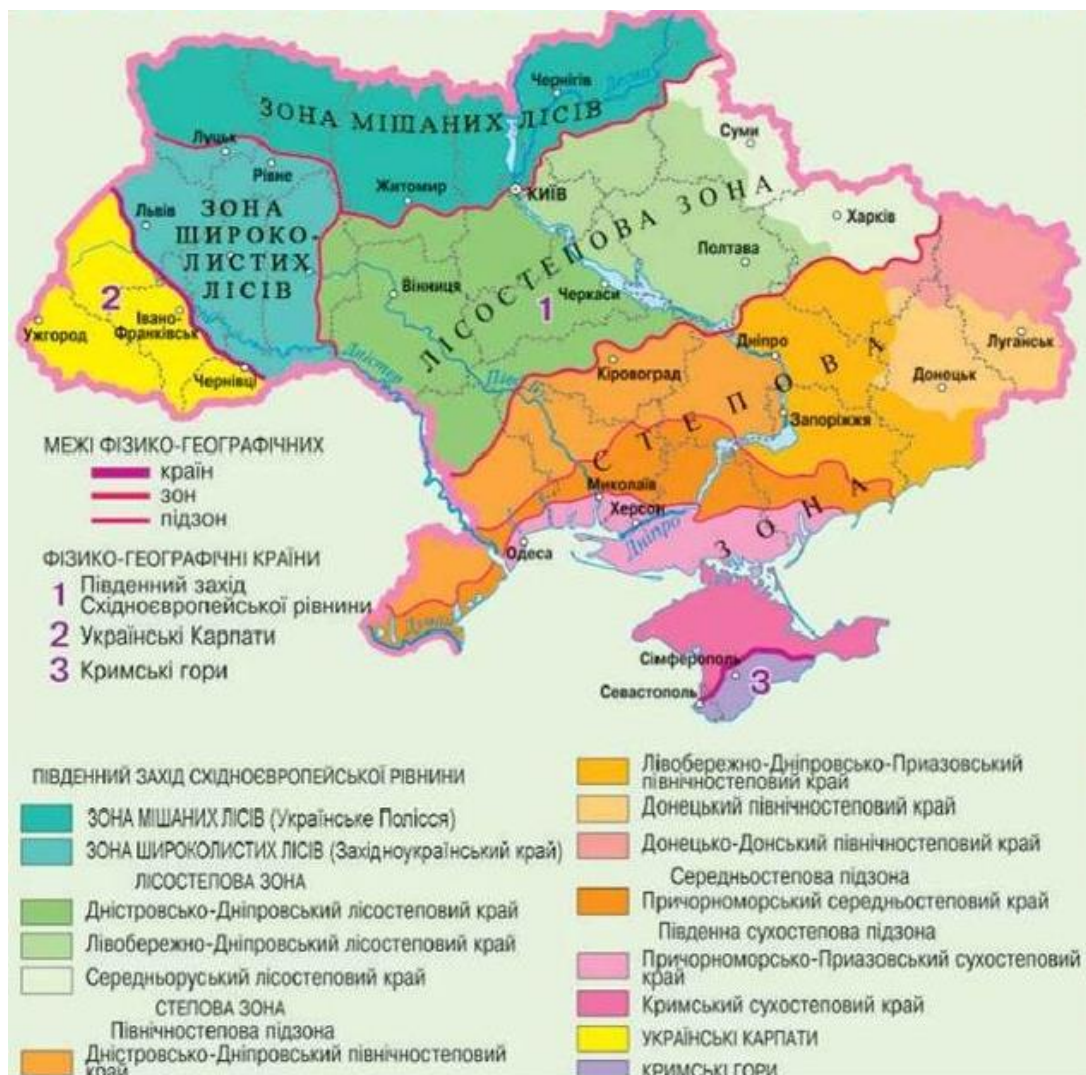 Чернігів
Десна
ЗОНА МІШАНИХ ЛІСІВ
Суми
Луцьк
Рівне
Житомир
КИЇВ
Львів
ЗОНА
ШИРОКО-
ЛИСТИХ
ЛІСІВ
Харків
ЛІСОСТЕПОВА ЗОНА
Полтава
Вінниця
Черкаси
1
2
Івано-
Франківськ
Ужгород
Чернівці
Дністер
Дніпро
Луганськ
Кіровоград
Донецьк
Запоріжжя
СТЕПОВА
ЗОНА
Миколаїв
Херсон
Дніпро
Одеса
Дунай
Сімферополь
3
Севастополь
МЕЖІ ФІЗИКО-ГЕОГРАФІЧНИХ
країн
зон
підзон
ФІЗИКО-ГЕОГРАФІЧНІ КРАЇНИ
1 Південний захід
Східноєвропейської рівнини
2 Українські Карпати
3 Кримські гори
ПІВДЕННИЙ ЗАХІД СХІДНОЄВРОПЕЙСЬКОЇ РІВНИНИ
ЗОНА МІШАНИХ ЛІСІВ (Українське Полісся)
ЗОНА ШИРОКОЛИСТИХ ЛІСІВ (Західноукраїнський край)
ЛІСОСТЕПОВА ЗОНА
Дністровсько-Дніпровський лісостеповий край
Лівобережно-Дніпровський лісостеповий край
Середньоруський лісостеповий край
СТЕПОВА ЗОНА
Північностепова підзона
Дністровсько-Дніпровський північностеповий
край
Лівобережно-Дніпровсько-Приазовський
північностеповий край
Донецький північностеповий край
Донецько-Донський північностеповий край
Середньостепова підзона
Причорноморський середньостеповий край
Південна сухостепова підзона
Причорноморсько-Приазовський сухостеповий
край
Кримський сухостеповий край
УКРАЇНСЬКІ КАРПАТИ
КРИМСЬКІ ГОРИ